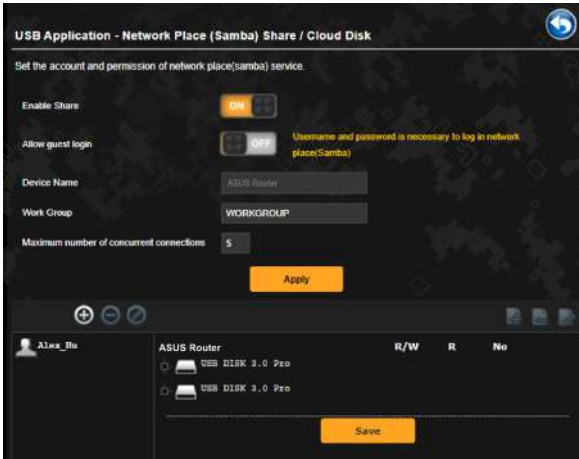 USB Application - Network Place (Samba) Share / Cloud Disk
Set the account and permission of network place(samba) service.
Enable Share ON
Allow guest login OFF Username and password is necessary to log in network
place(Samba)
Device Name ASUS Router
Work Group WORKGROUP
Maximum number of concurrent connections 5
Apply
Alex_Hu ASUS Router R/W R No
USB DISK 3.0 Pro
USB DISK 3.0 Pro
Save